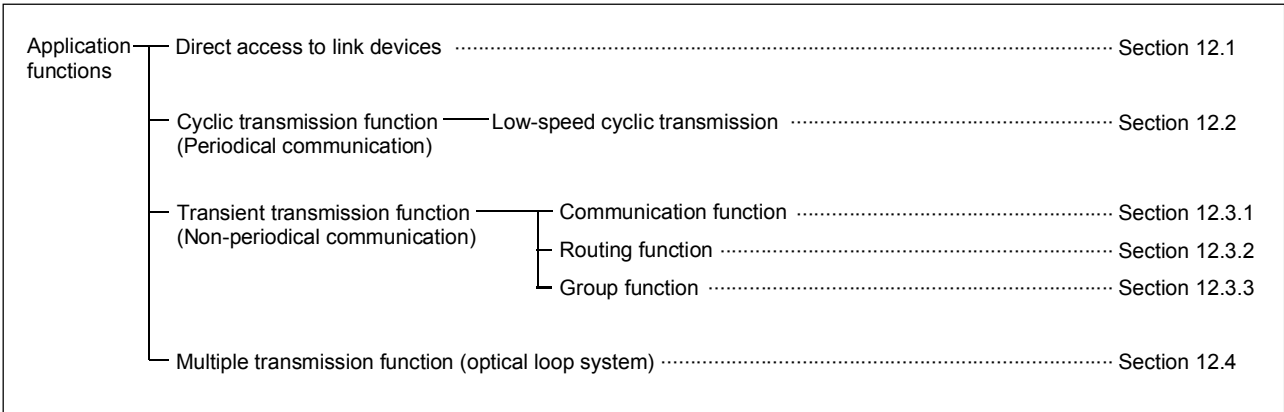 Application functions
Direct access to link devices ······ Section 12.1
Cyclic transmission function
(Periodical communication)
Low-speed cyclic transmission ······ Section 12.2
Transient transmission function
(Non-periodical communication)
Communication function ······ Section 12.3.1
Routing function ······ Section 12.3.2
Group function ······ Section 12.3.3
Multiple transmission function (optical loop system) ······ Section 12.4